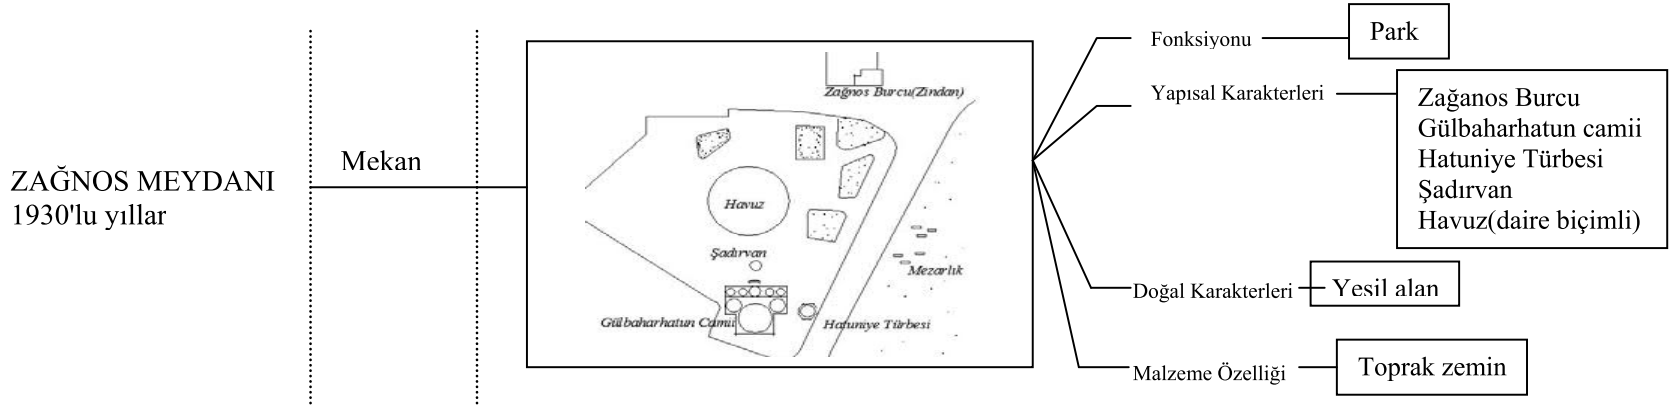 ZAĞNOS MEYDANI
1930'lu yıllar
Mekan
Zağnos Burcu(Zindan)
Havuz
Şadırvan
Mezarlık
Gülbaharhatun Camii
Hatuniye Türbesi
Fonksiyonu
Park
Yapısal Karakterleri
Zağanos Burcu
Gülbaharhatun camii
Hatuniye Türbesi
Şadırvan
Havuz(daire biçimli)
Doğal Karakterleri
Yesil alan
Malzeme Özelliği
Toprak zemin